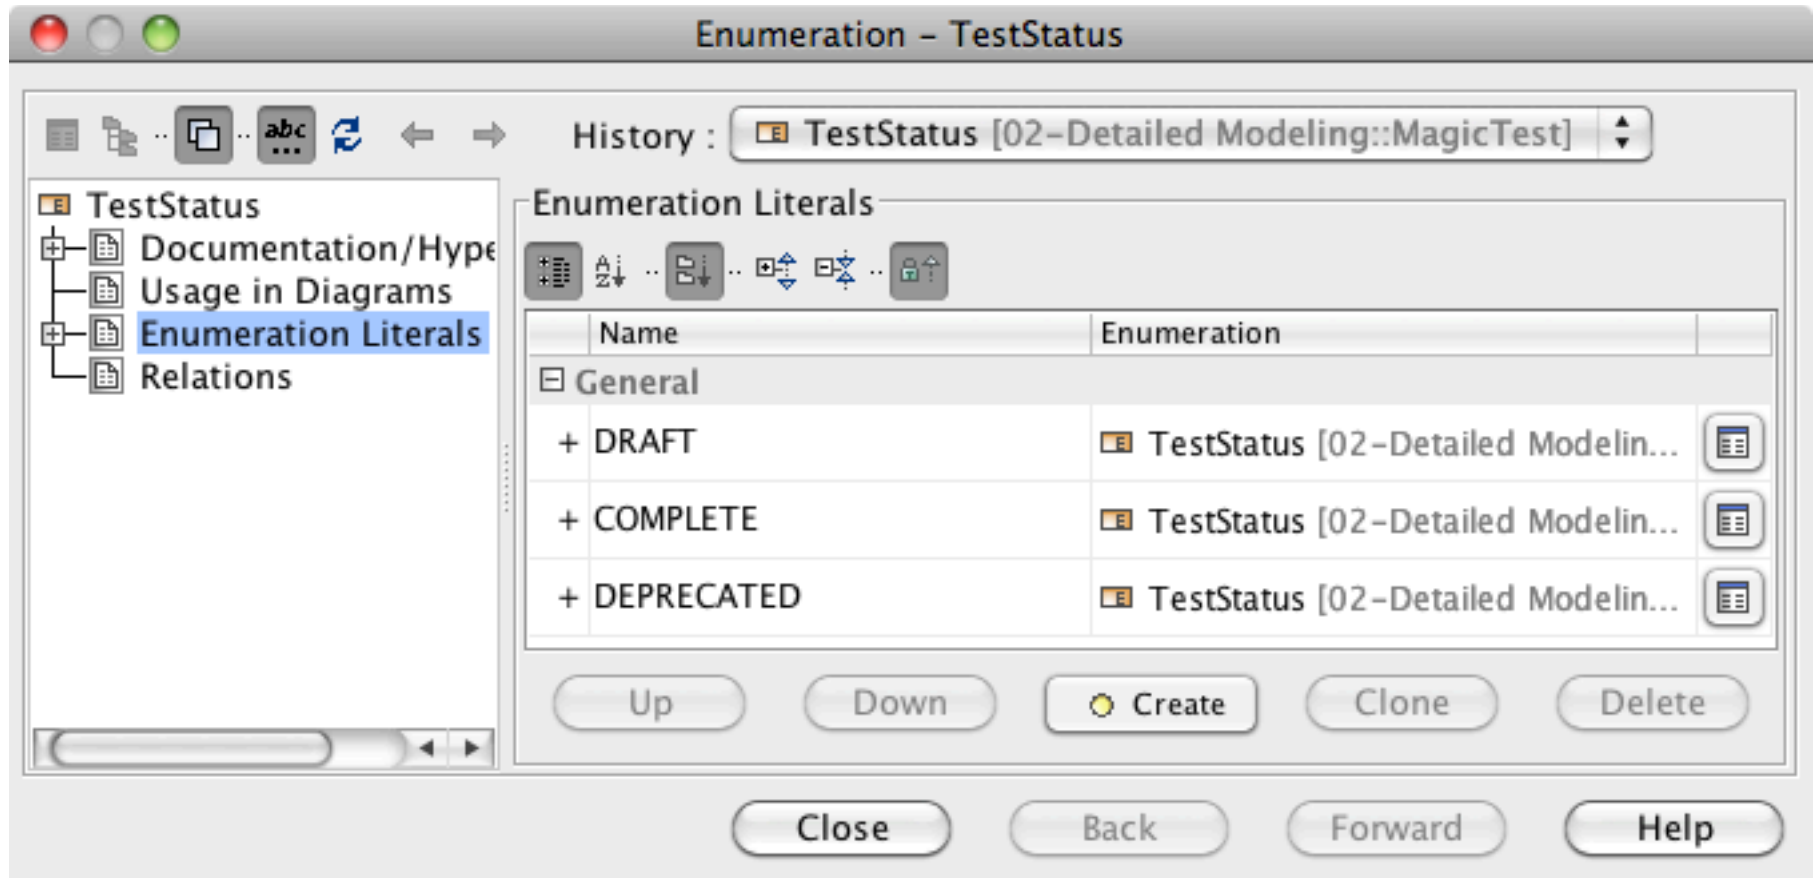 Enumeration – TestStatus
abc
History : TestStatus [02-Detailed Modeling::MagicTest]
TestStatus
Documentation/Hype
Usage in Diagrams
Enumeration Literals
Relations
Enumeration Literals
Name Enumeration
General
DRAFT TestStatus [02-Detailed Modelin...
COMPLETE TestStatus [02-Detailed Modelin...
DEPRECATED TestStatus [02-Detailed Modelin...
Up Down Create Clone Delete
Close Back Forward Help